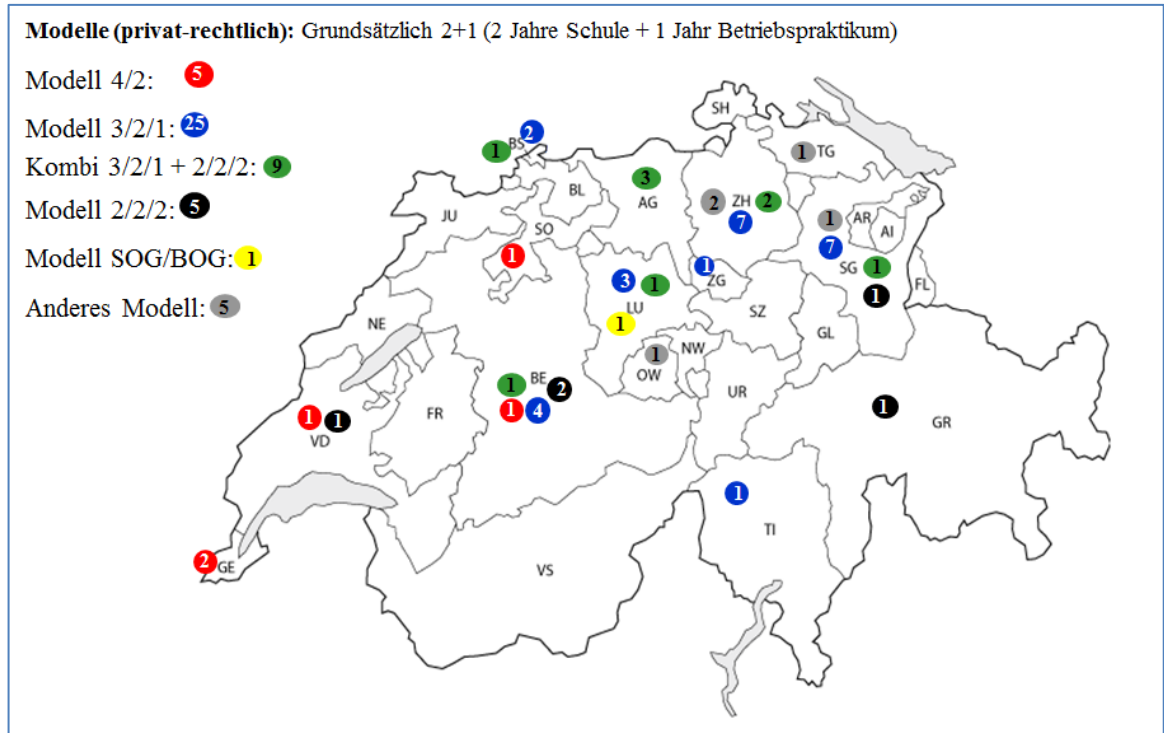 Modelle (privat-rechtlich): Grundsätzlich 2+1 (2 Jahre Schule + 1 Jahr Betriebspraktikum)
Modell 4/2: 5
Modell 3/2/1: 25
Kombi 3/2/1 + 2/2/2: 9
Modell 2/2/2: 5
Modell SOG/BOG: 1
Anderes Modell: 5
SH
2
BS
1
1 TG
BL
3
AG
2 ZH 2
7
JU
SO
1
AR
AI
7
SG 1
1
FL
1
1
ZG
3 1
LU
1
SZ
GL
NE
NW
1
OW
UR
BE
1 2
1 4
FR
1 1
VD
1
GR
1
TI
2
GE
VS